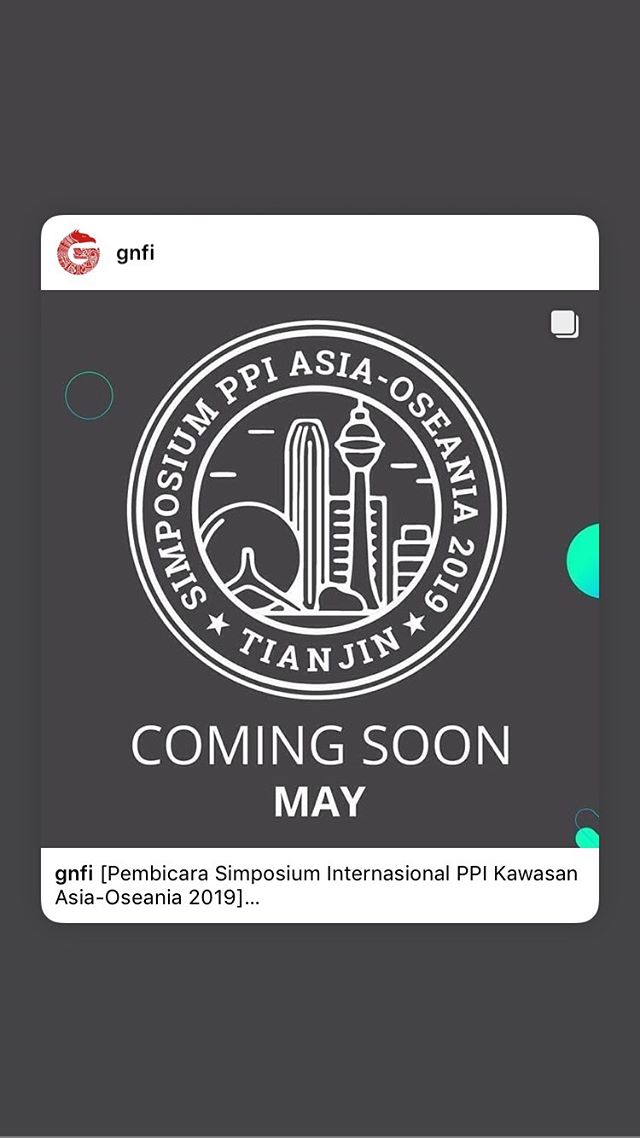 gnfi
SIMPOSIUM PPI ASIA-OSEANIA 2019
★ TIANJIN ★
COMING SOON
MAY
gnfi [Pembicara Simposium Internasional PPI Kawasan
Asia-Oseania 2019]...